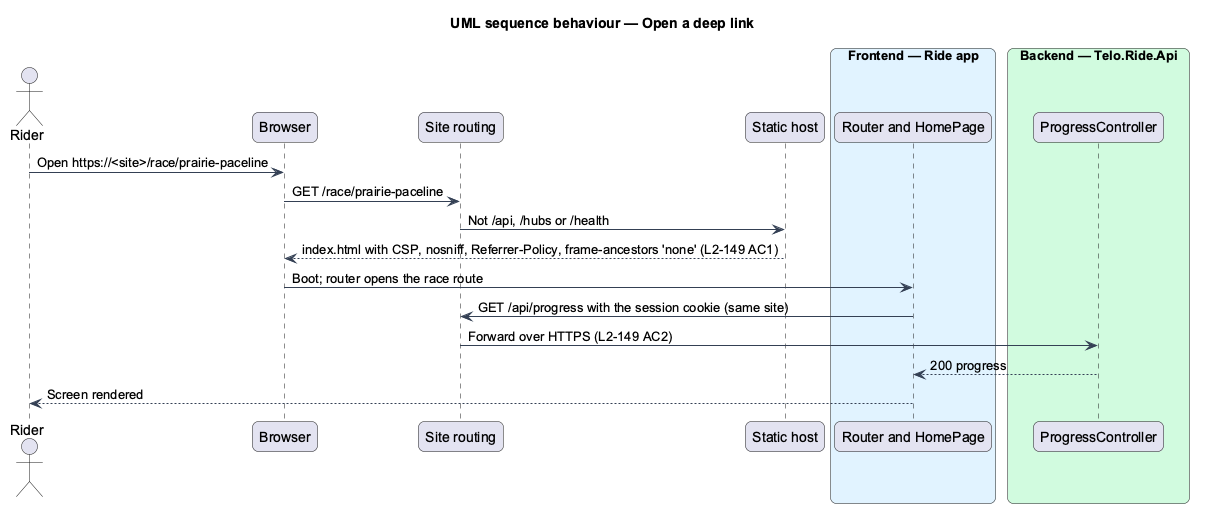 UML sequence behaviour — Open a deep link
Frontend — Ride app
Backend — Telo.Ride.Api
Rider
Browser
Site routing
Static host
Router and HomePage
ProgressController
Open https://<site>/race/prairie-paceline
GET /race/prairie-paceline
Not /api, /hubs or /health
index.html with CSP, nosniff, Referrer-Policy, frame-ancestors 'none' (L2-149 AC1)
Boot; router opens the race route
GET /api/progress with the session cookie (same site)
Forward over HTTPS (L2-149 AC2)
200 progress
Screen rendered
Rider
Browser
Site routing
Static host
Router and HomePage
ProgressController